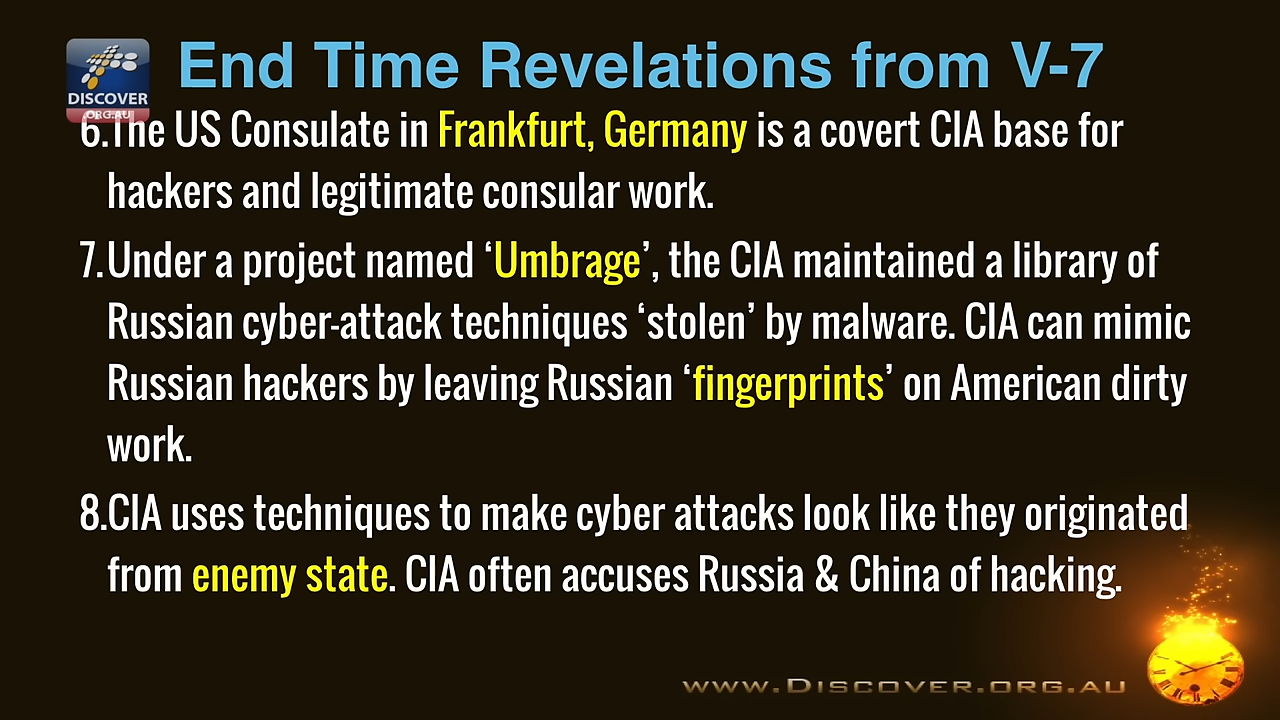 End Time Revelations from V-7
DISCOVER
ORG.AU
6.The US Consulate in Frankfurt, Germany is a covert CIA base for
hackers and legitimate consular work.
7.Under a project named ‘Umbrage’, the CIA maintained a library of
Russian cyber-attack techniques ‘stolen’ by malware. CIA can mimic
Russian hackers by leaving Russian ‘fingerprints’ on American dirty
work.
8.CIA uses techniques to make cyber attacks look like they originated
from enemy state. CIA often accuses Russia & China of hacking.
www.Discover.org.au